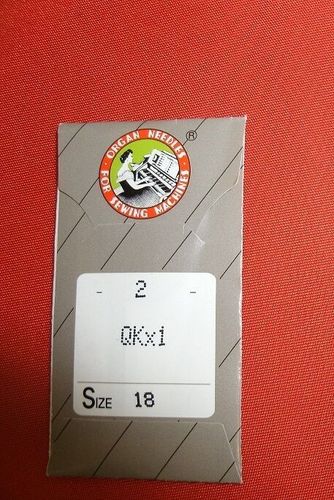 ORGAN NEEDLES
FOR SEWING MACHINES
®
- 2 -
QKx1
SIZE 18